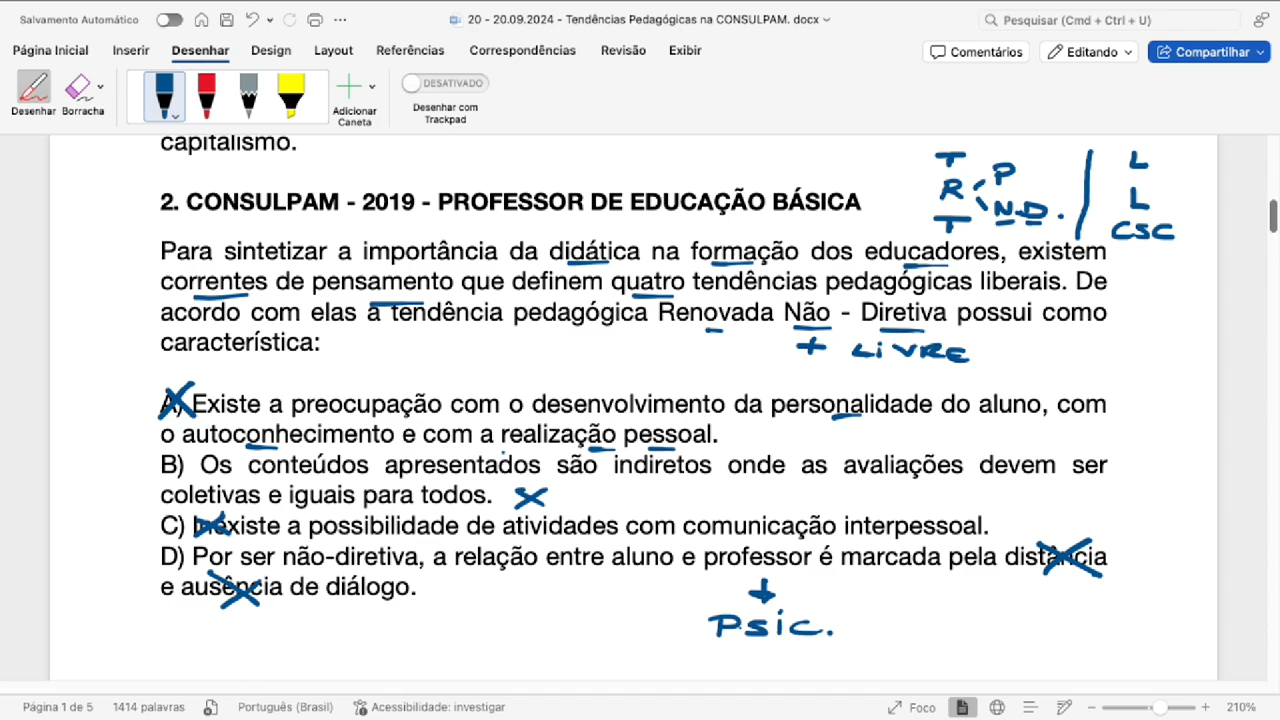 Salvamento Automático
20 - 20.09.2024 - Tendências Pedagógicas na CONSULPAM. docx
Pesquisar (Cmd + Ctrl + U)
Página Inicial Inserir Desenhar Design Layout Referências Correspondências Revisão Exibir Comentários Editando Compartilhar
DESATIVADO
Desenhar Borracha Adicionar Caneta Desenhar com Trackpad
capitalismo.
T L
R P L
T N.D. CSC
2. CONSULPAM - 2019 - PROFESSOR DE EDUCAÇÃO BÁSICA
Para sintetizar a importância da didática na formação dos educadores, existem
correntes de pensamento que definem quatro tendências pedagógicas liberais. De
acordo com elas a tendência pedagógica Renovada Não - Diretiva possui como
característica:
+ LiVRE
A) Existe a preocupação com o desenvolvimento da personalidade do aluno, com
o autoconhecimento e com a realização pessoal.
B) Os conteúdos apresentados são indiretos onde as avaliações devem ser
coletivas e iguais para todos.
C) Inexiste a possibilidade de atividades com comunicação interpessoal.
D) Por ser não-diretiva, a relação entre aluno e professor é marcada pela distância
e ausência de diálogo.
Psic.
Página 1 de 5 1414 palavras Português (Brasil) Acessibilidade: investigar Foco 210%